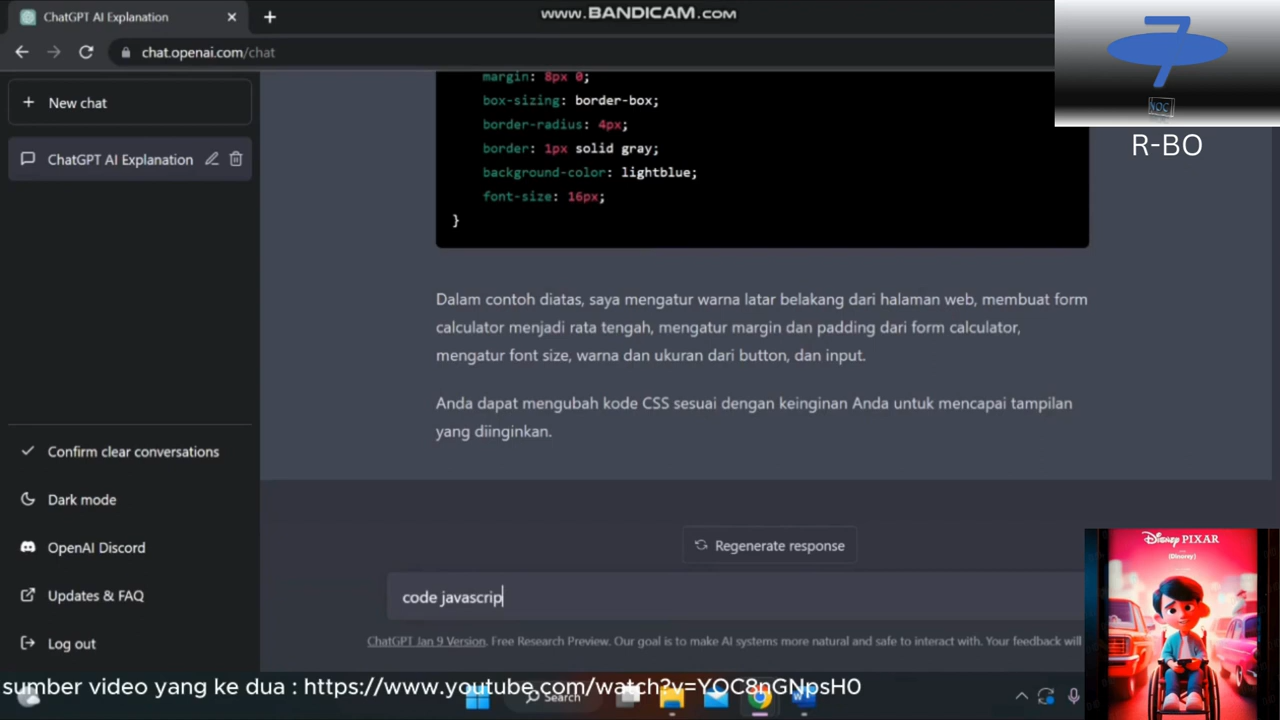 ChatGPT AI Explanation
WWW.BANDICAM.COM
chat.openai.com/chat
7
NOC
R-BO
New chat
ChatGPT AI Explanation
margin: 8px 0;
box-sizing: border-box;
border-radius: 4px;
border: 1px solid gray;
background-color: lightblue;
font-size: 16px;
}
Dalam contoh diatas, saya mengatur warna latar belakang dari halaman web, membuat form
calculator menjadi rata tengah, mengatur margin dan padding dari form calculator,
mengatur font size, warna dan ukuran dari button, dan input.
Anda dapat mengubah kode CSS sesuai dengan keinginan Anda untuk mencapai tampilan
yang diinginkan.
Confirm clear conversations
Dark mode
OpenAI Discord
Updates & FAQ
Log out
Regenerate response
code javascrip
ChatGPT Jan 9 Version. Free Research Preview. Our goal is to make AI systems more natural and safe to interact with. Your feedback will
DISNEY PIXAR
(Dinoray)
sumber video yang ke dua : https://www.youtube.com/watch?v=YOC8nGNpsH0
Search